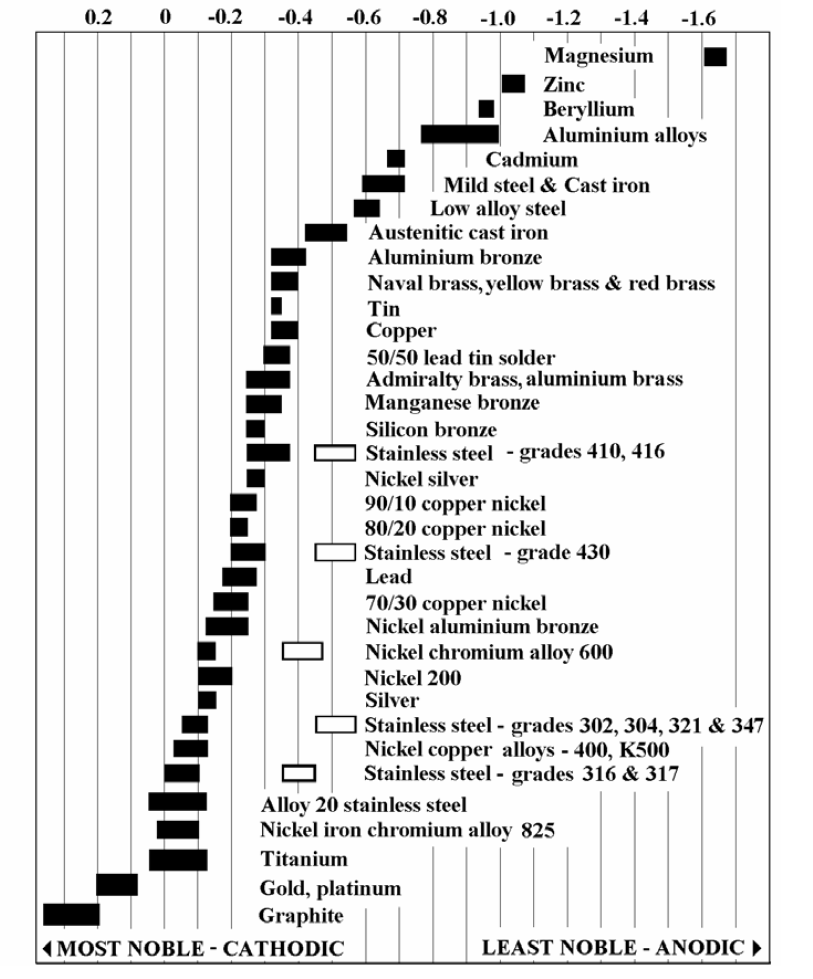 0.2 0 -0.2 -0.4 -0.6 -0.8 -1.0 -1.2 -1.4 -1.6
Magnesium
Zinc
Beryllium
Aluminium alloys
Cadmium
Mild steel & Cast iron
Low alloy steel
Austenitic cast iron
Aluminium bronze
Naval brass, yellow brass & red brass
Tin
Copper
50/50 lead tin solder
Admiralty brass, aluminium brass
Manganese bronze
Silicon bronze
Stainless steel - grades 410, 416
Nickel silver
90/10 copper nickel
80/20 copper nickel
Stainless steel - grade 430
Lead
70/30 copper nickel
Nickel aluminium bronze
Nickel chromium alloy 600
Nickel 200
Silver
Stainless steel - grades 302, 304, 321 & 347
Nickel copper alloys - 400, K500
Stainless steel - grades 316 & 317
Alloy 20 stainless steel
Nickel iron chromium alloy 825
Titanium
Gold, platinum
Graphite
MOST NOBLE - CATHODIC LEAST NOBLE - ANODIC